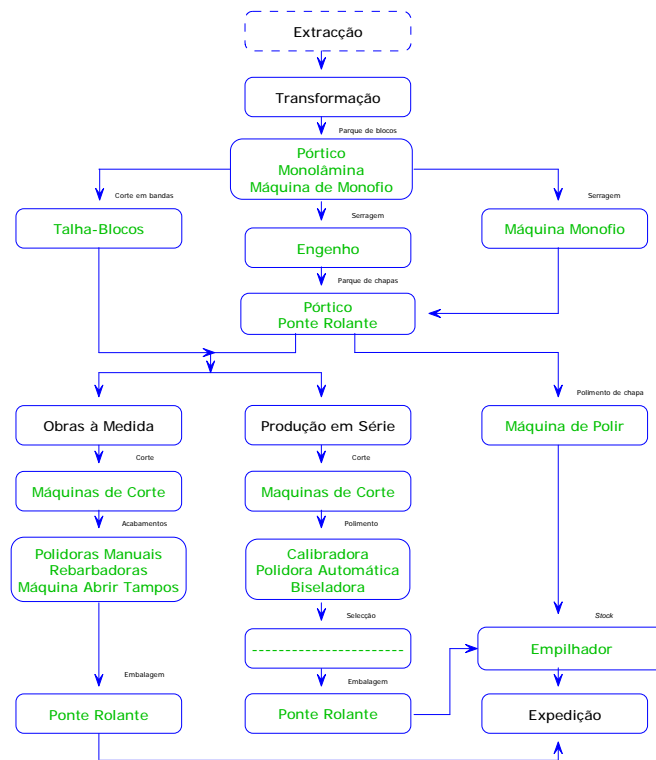 Extracção
Transformação
Parque de blocos
Pórtico
Monolâmina
Máquina de Monofio
Corte em bandas
Serragem
Serragem
Talha-Blocos
Engenho
Máquina Monofio
Parque de chapas
Pórtico
Ponte Rolante
Polimento de chapa
Obras à Medida
Produção em Série
Máquina de Polir
Corte
Corte
Máquinas de Corte
Maquinas de Corte
Acabamentos
Polimento
Polidoras Manuais
Rebarbadoras
Máquina Abrir Tampos
Calibradora
Polidora Automática
Biseladora
Selecção
Stock
Empilhador
Embalagem
Embalagem
Ponte Rolante
Ponte Rolante
Expedição